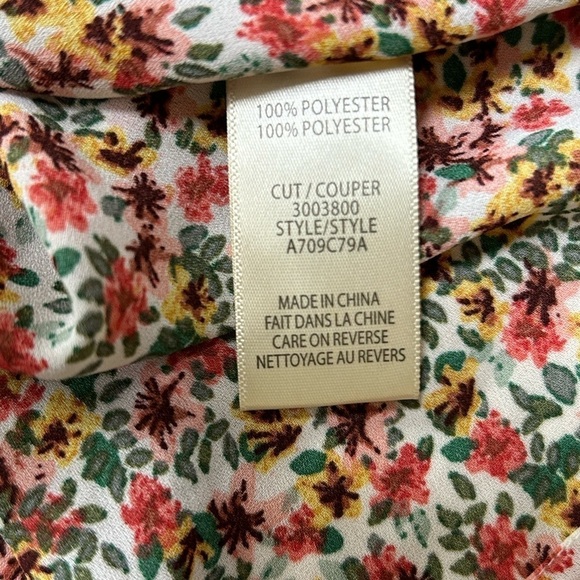 100% POLYESTER
100% POLYESTER
CUT / COUPER
3003800
STYLE/STYLE
A709C79A
MADE IN CHINA
FAIT DANS LA CHINE
CARE ON REVERSE
NETTOYAGE AU REVERS